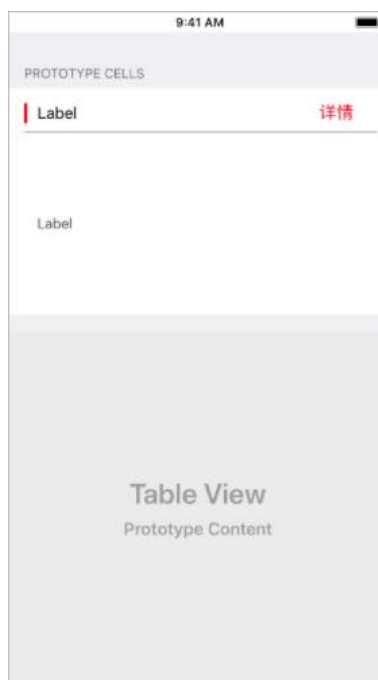 9:41 AM
PROTOTYPE CELLS
Label 详情
Label
Table View
Prototype Content